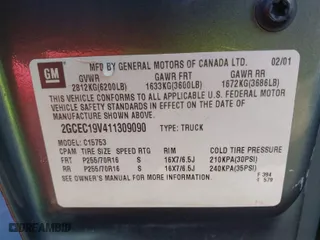 GM
MFD BY GENERAL MOTORS OF CANADA LTD. 02/01
GVWR GAWR FRT GAWR RR
2812KG(6200LB) 1633KG(3600LB) 1672KG(3686LB)
THIS VEHICLE CONFORMS TO ALL APPLICABLE U.S. FEDERAL MOTOR
VEHICLE SAFETY STANDARDS IN EFFECT ON THE DATE OF
MANUFACTURE SHOWN ABOVE.
2GCEC19V411309090 TYPE: TRUCK
MODEL: C15753
CPAM TIRE SIZE SPEED RTG RIM COLD TIRE PRESSURE
FRT P255/70R16 S 16X7/6.5J 210KPA(30PSI)
RR P255/70R16 S 16X7/6.5J 240KPA(35PSI)
SEE OWNER'S MANUAL FOR MORE INFORMATION.